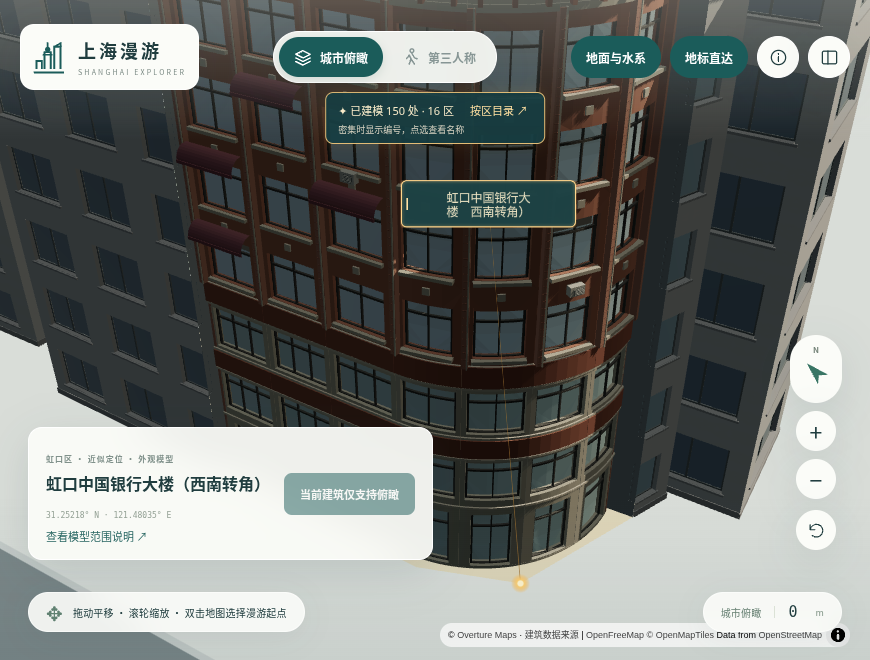 上海漫游
SHANGHAI EXPLORER
城市俯瞰
第三人称
地面与水系
地标直达
✦ 已建模 150 处 · 16 区 按区目录 ↗
密集时显示编号，点选查看名称
虹口中国银行大
楼 西南转角）
N
虹口区 · 近似定位 · 外观模型
虹口中国银行大楼（西南转角）
当前建筑仅支持俯瞰
31.25218° N · 121.48035° E
查看模型范围说明 ↗
拖动平移 · 滚轮缩放 · 双击地图选择漫游起点
城市俯瞰 0 m
© Overture Maps · 建筑数据来源 | OpenFreeMap © OpenMapTiles Data from OpenStreetMap